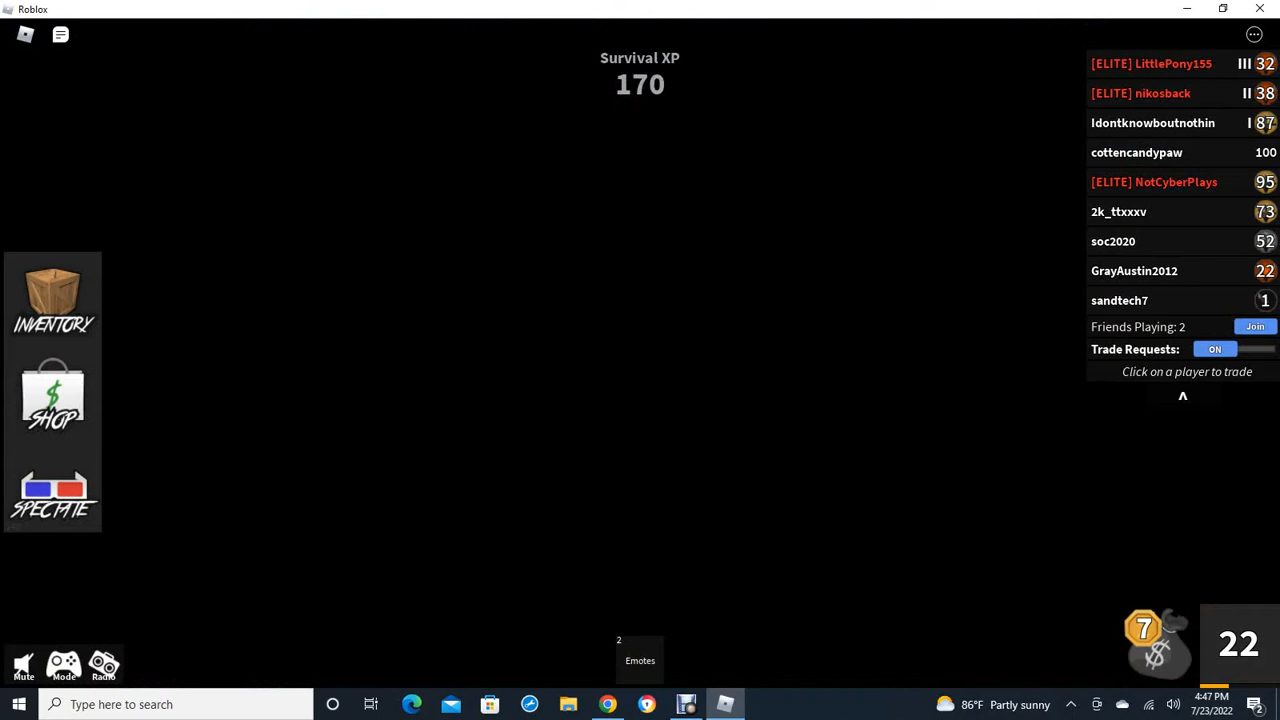 Roblox
Survival XP
170
[ELITE] LittlePony155 III 32
[ELITE] nikosback II 38
Idontknowboutnothin I 87
cottencandypaw 100
[ELITE] NotCyberPlays 95
2k_ttxxxv 73
soc2020 52
GrayAustin2012 22
sandtech7 1
Friends Playing: 2 Join
Trade Requests: ON
Click on a player to trade
^
INVENTORY
$
SHOP
SPECTATE
Mute Mode Radio
2
Emotes
7
$
22
Type here to search
86°F Partly sunny
4:47 PM
7/23/2022
2